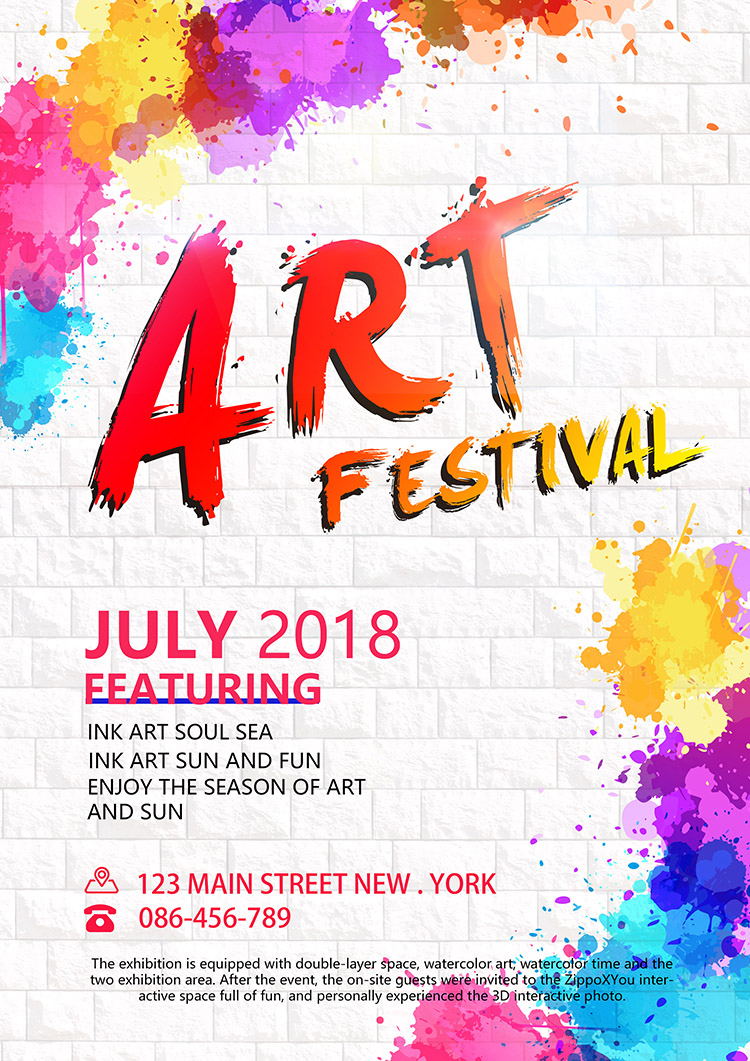 ART
FESTIVAL
JULY 2018
FEATURING
INK ART SOUL SEA
INK ART SUN AND FUN
ENJOY THE SEASON OF ART
AND SUN
123 MAIN STREET NEW . YORK
086-456-789
The exhibition is equipped with double-layer space, watercolor art, watercolor time and the
two exhibition area. After the event, the on-site guests were invited to the ZippoXYou inter-
active space full of fun, and personally experienced the 3D interactive photo.